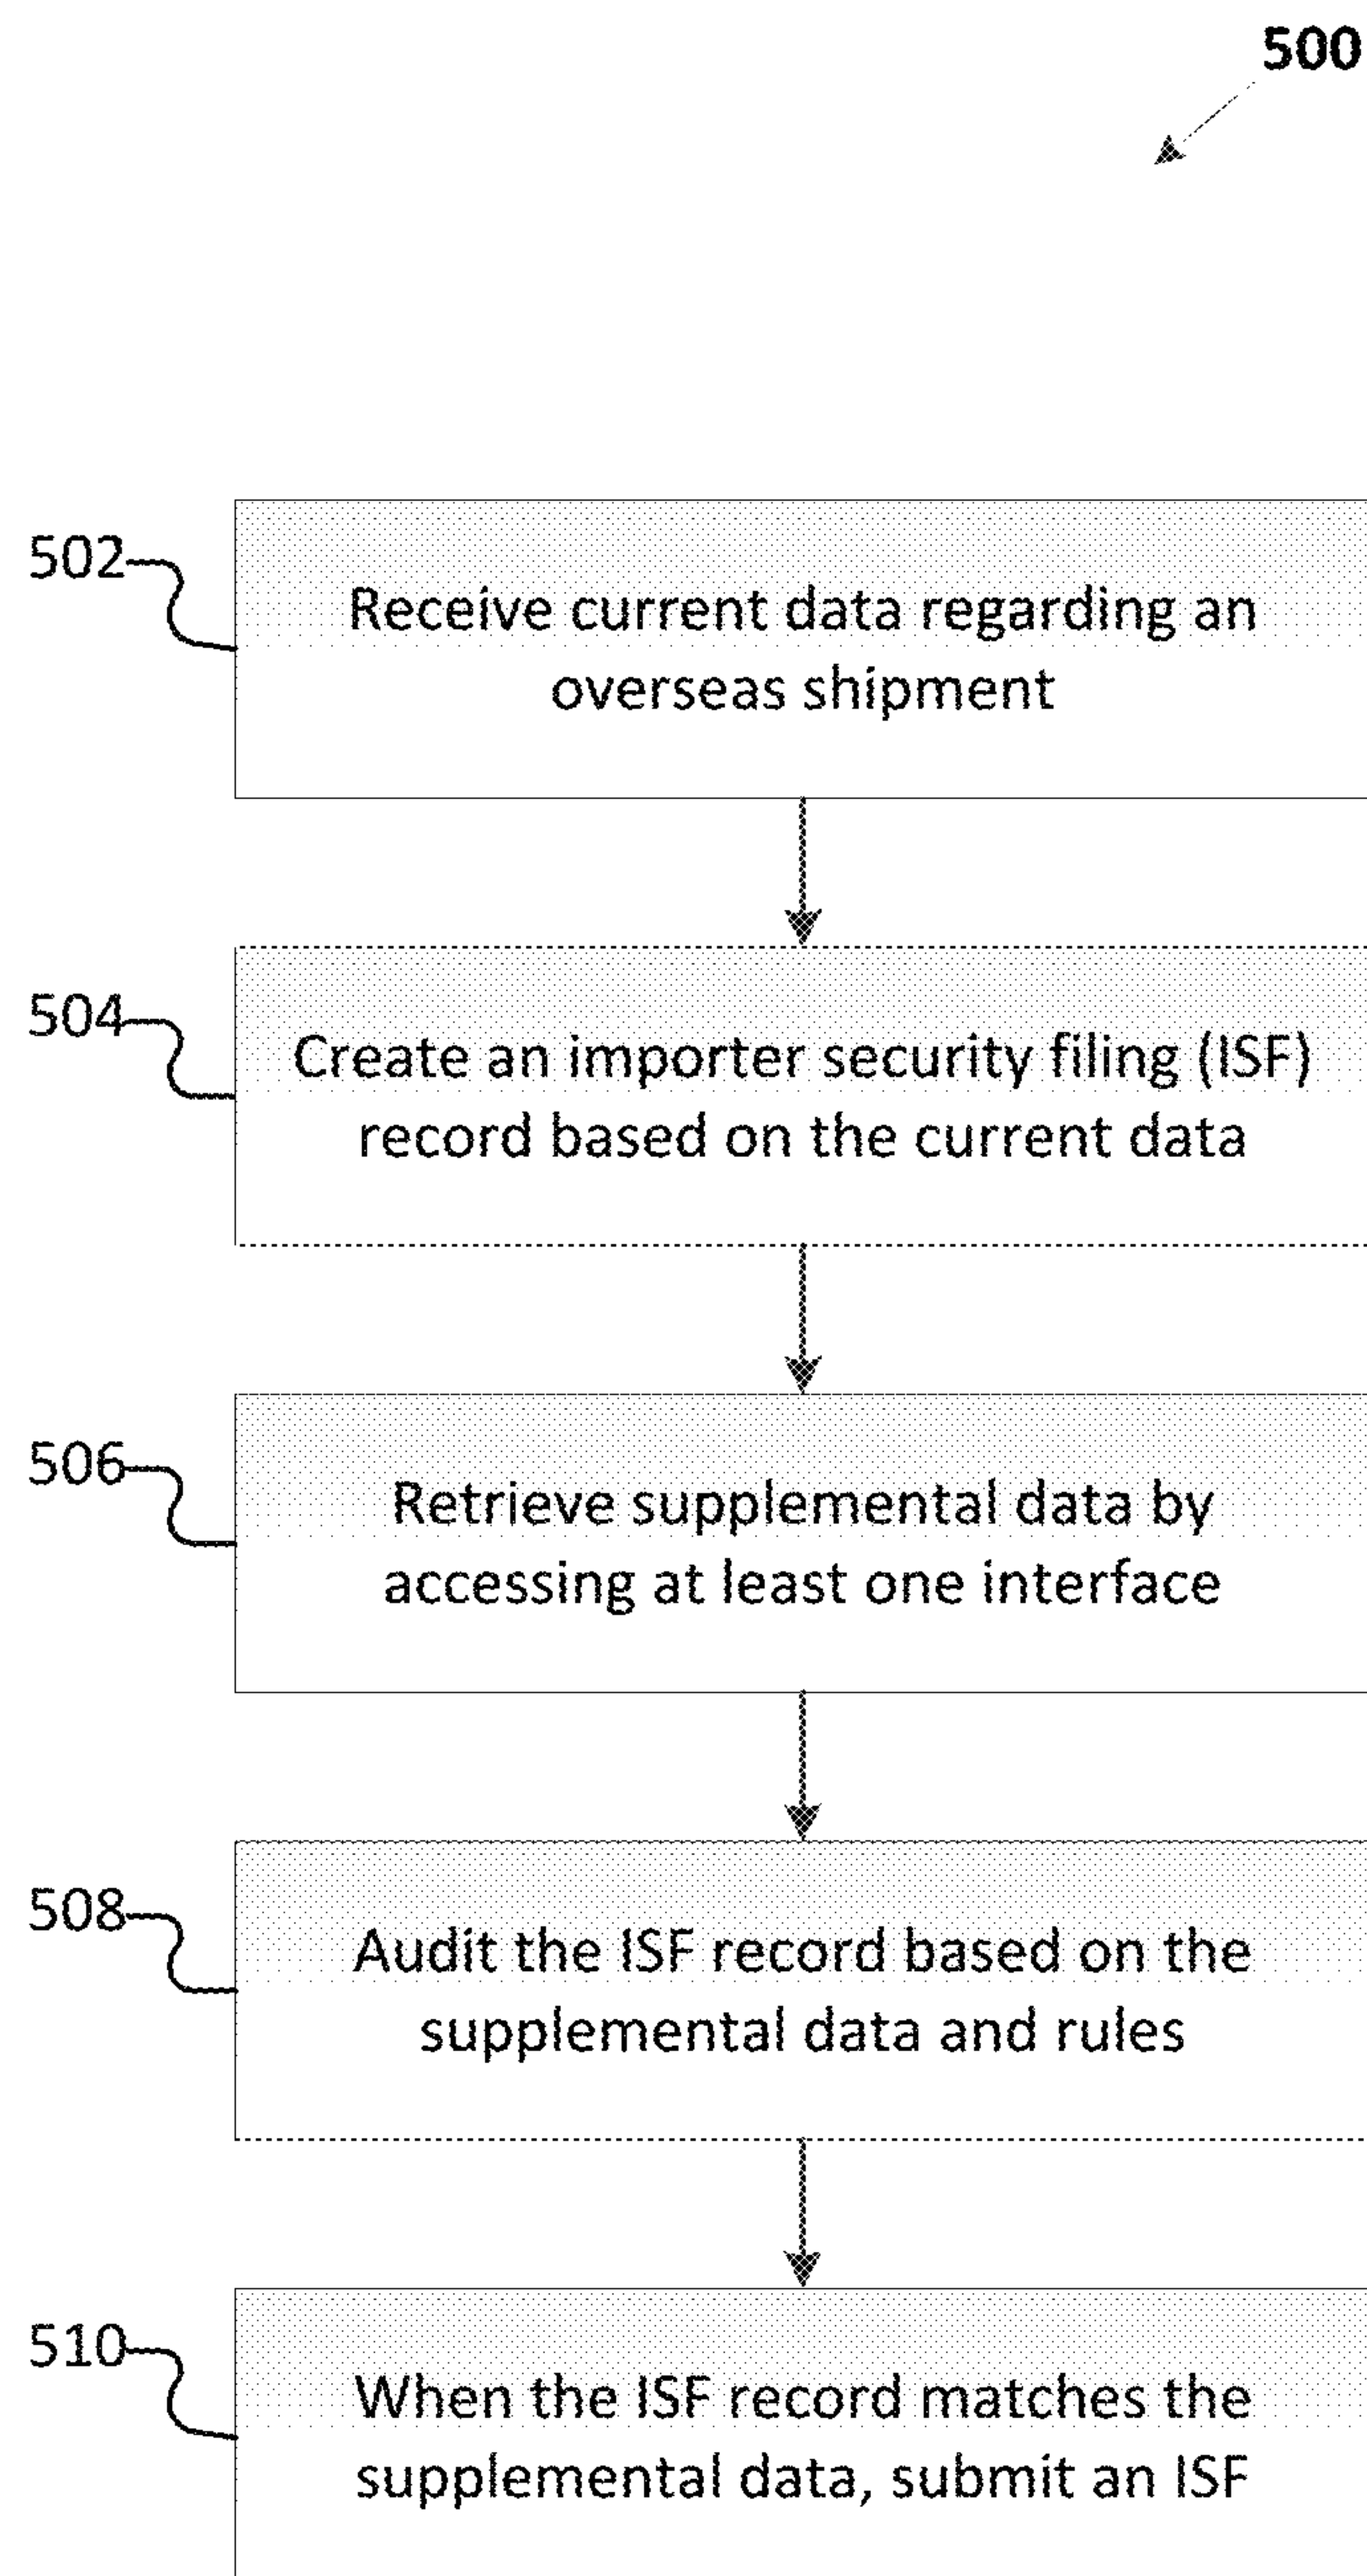 500
502
Receive current data regarding an
overseas shipment
504
Create an importer security filing (ISF)
record based on the current data
506
Retrieve supplemental data by
accessing at least one interface
508
Audit the ISF record based on the
supplemental data and rules
510
When the ISF record matches the
supplemental data, submit an ISF